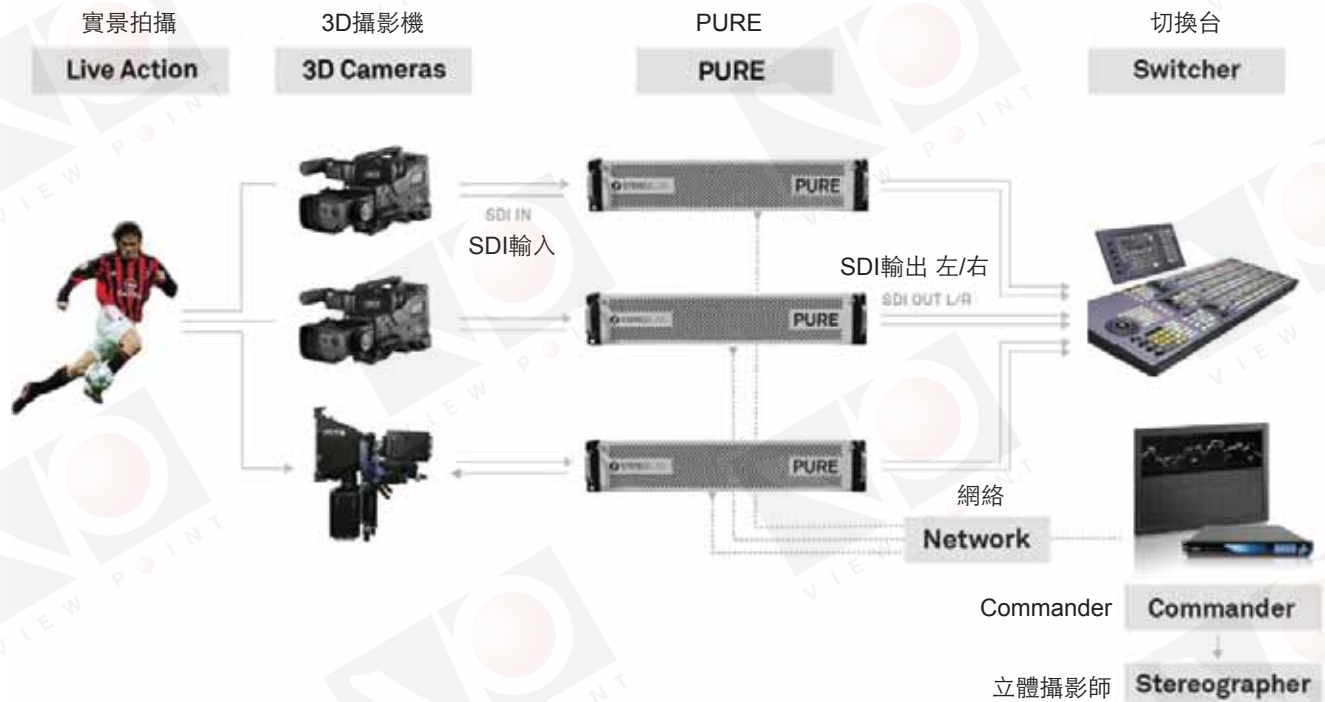 實景拍攝
3D攝影機
PURE
切換台
Live Action
3D Cameras
PURE
Switcher
PURE
SDI IN
SDI輸入
SDI輸出 左/右
SDI OUT L/R
PURE
PURE
網絡
Network
Commander
Commander
立體攝影師
Stereographer
VIEW POINT